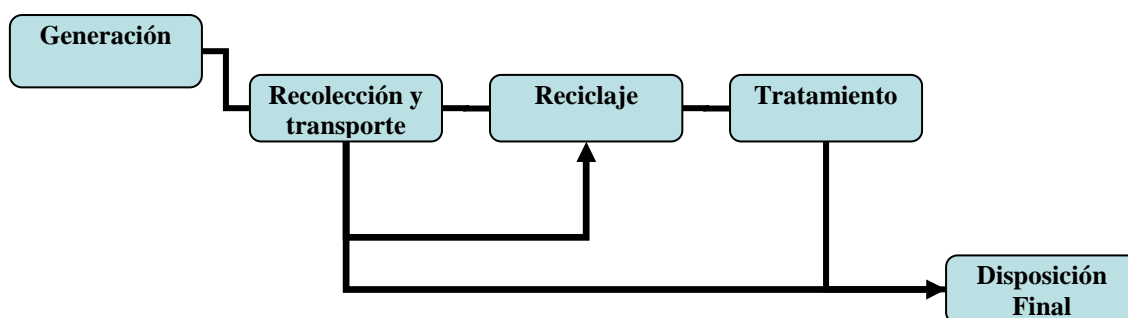 Generación
Recolección y
transporte
Reciclaje
Tratamiento
Disposición
Final